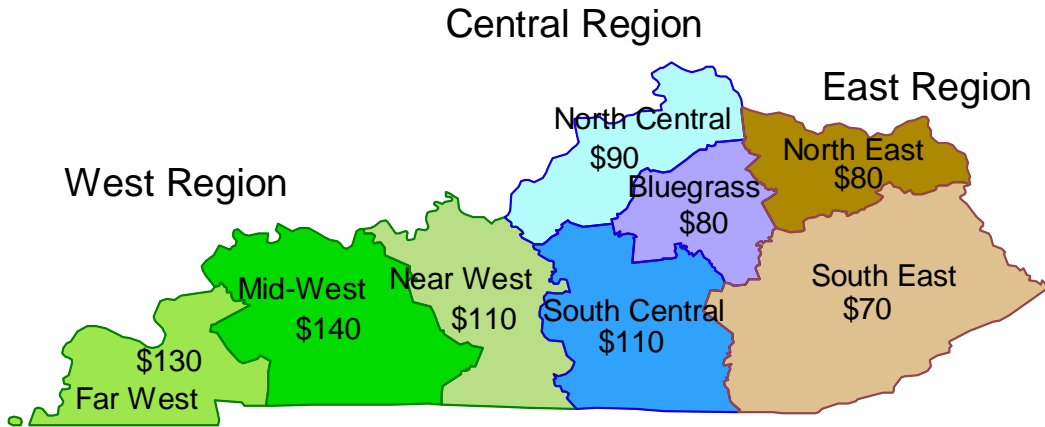 Central Region
East Region
North Central
$90
North East
$80
West Region
Bluegrass
$80
Mid-West
$140
Near West
$110
South Central
$110
South East
$70
$130
Far West